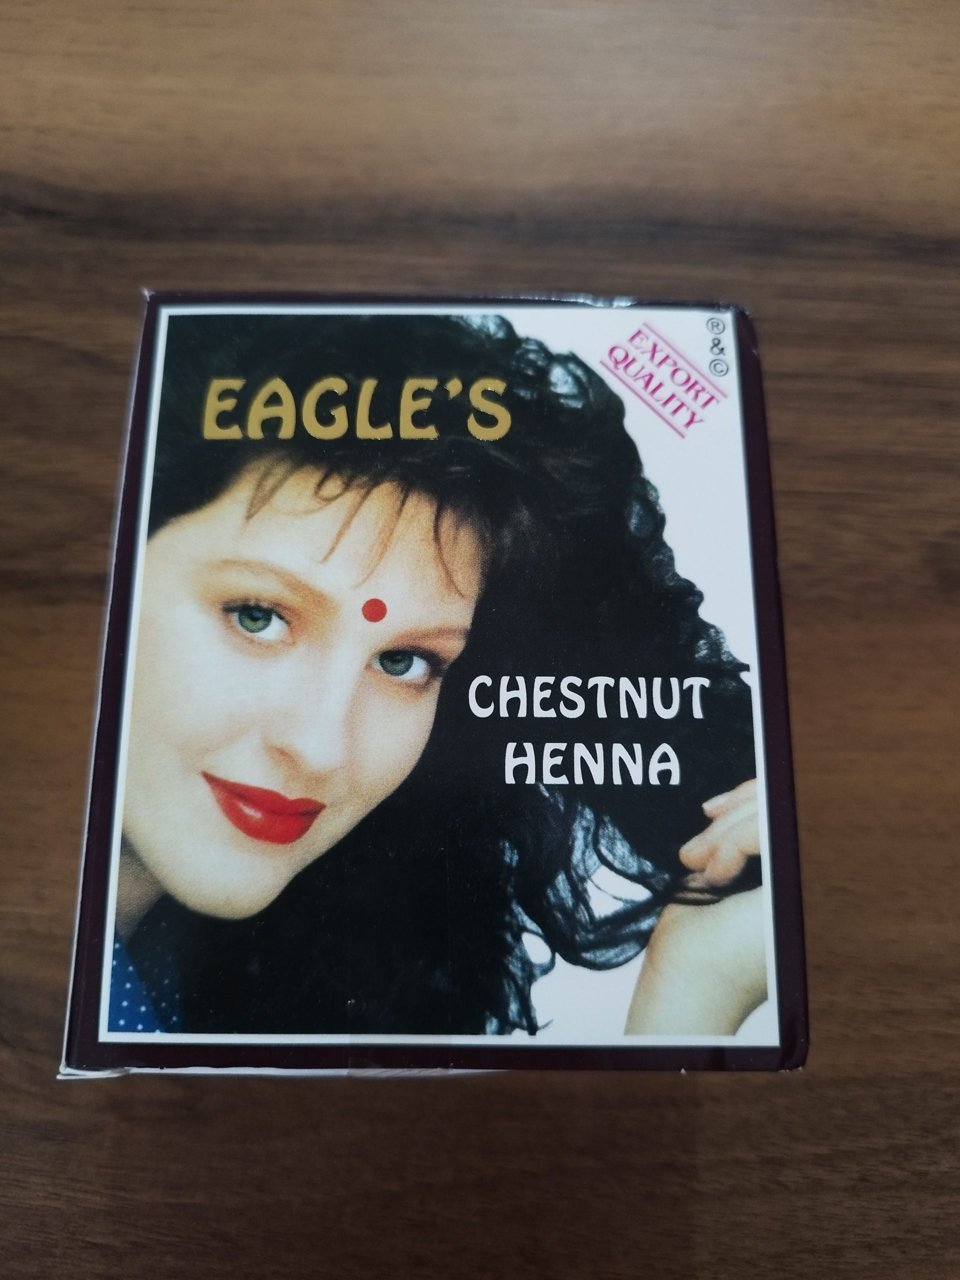 EXPORT
QUALITY
® & ©
EAGLE'S
CHESTNUT
HENNA